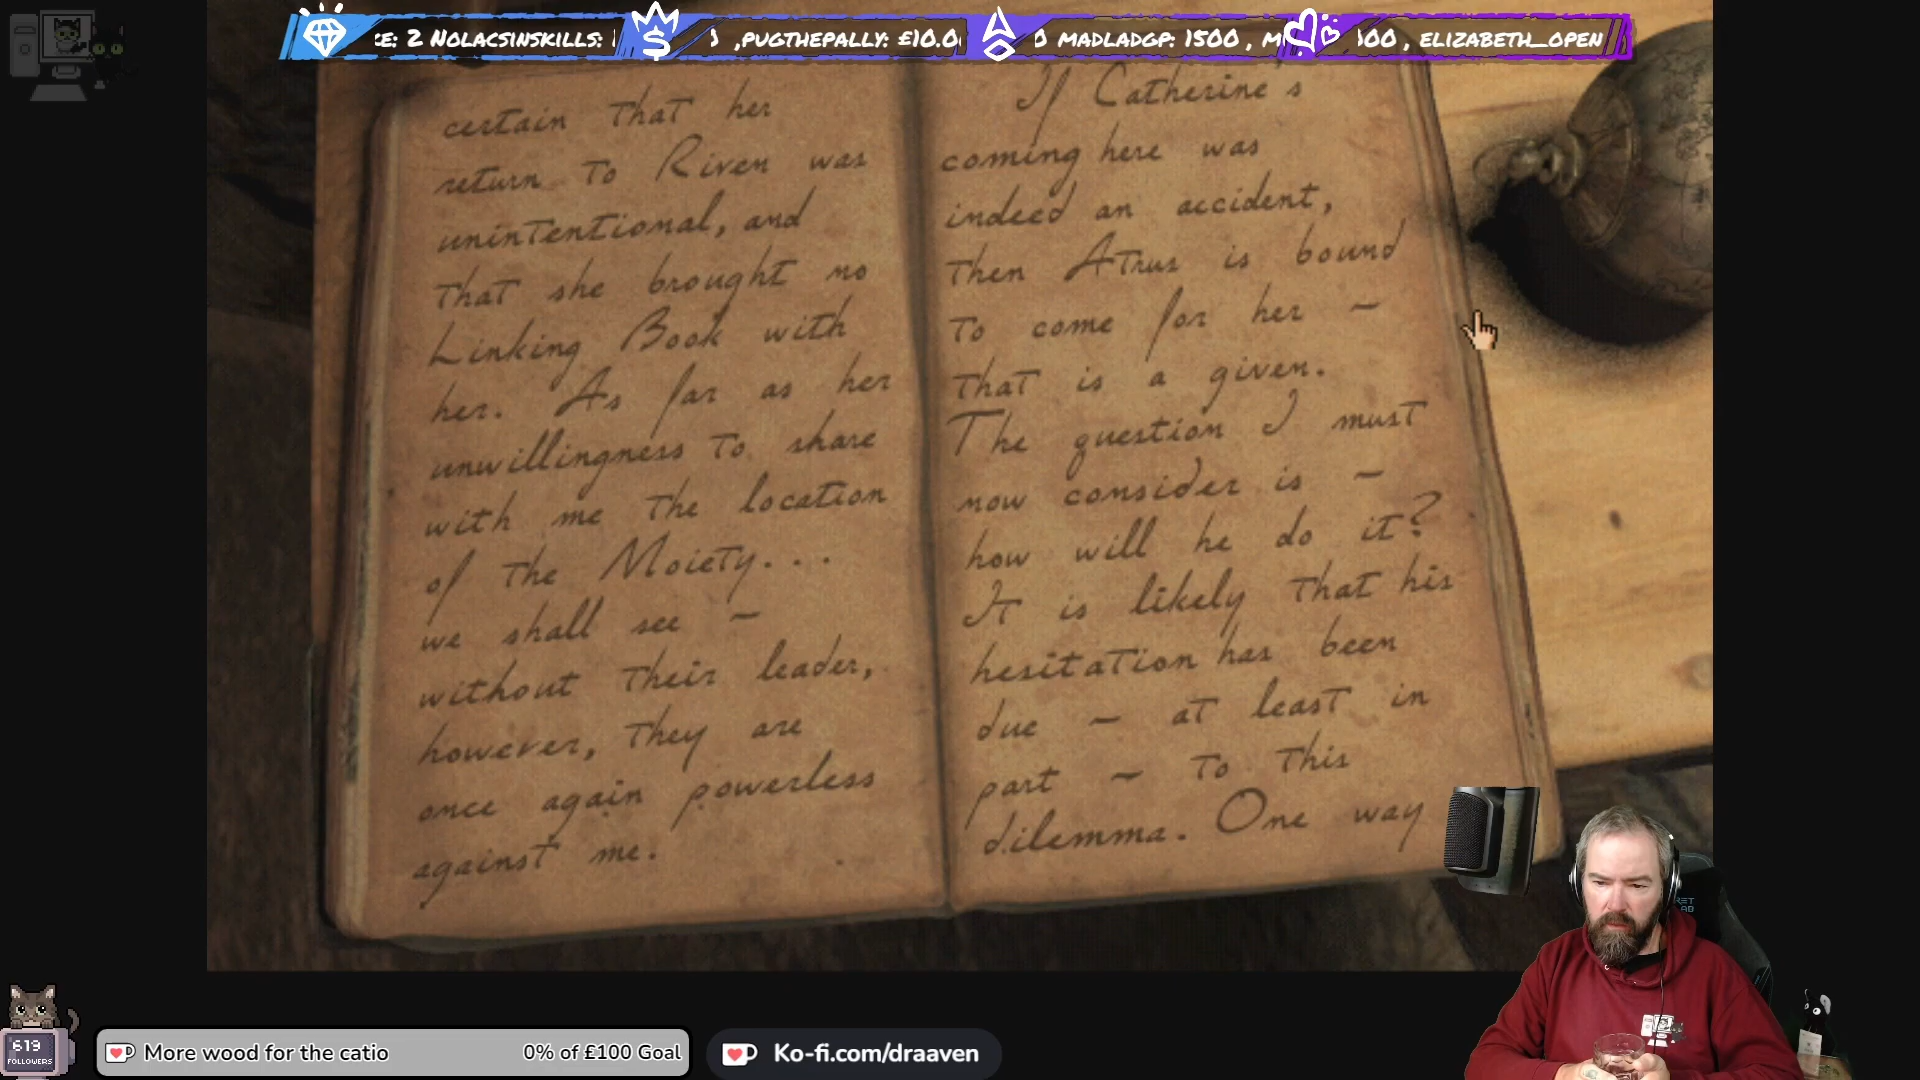 CE: 2 NOLACSINSKILLS:
,PUGTHEPALLY: £10.0
0 MADLADGP: 1500 , M
100 , ELIZABETH_OPEN
certain that her
return to Riven was
unintentional, and
that she brought no
Linking Book with
her. As far as her
unwillingness to share
with me the location
of the Moiety...
we shall see –
without their leader,
however, they are
once again powerless
against me.
If Catherine's
coming here was
indeed an accident,
then Atrus is bound
to come for her –
that is a given.
The question I must
now consider is –
how will he do it?
It is likely that his
hesitation has been
due – at least in
part – to this
dilemma. One way
619
FOLLOWERS
More wood for the catio
0% of £100 Goal
Ko-fi.com/draaven